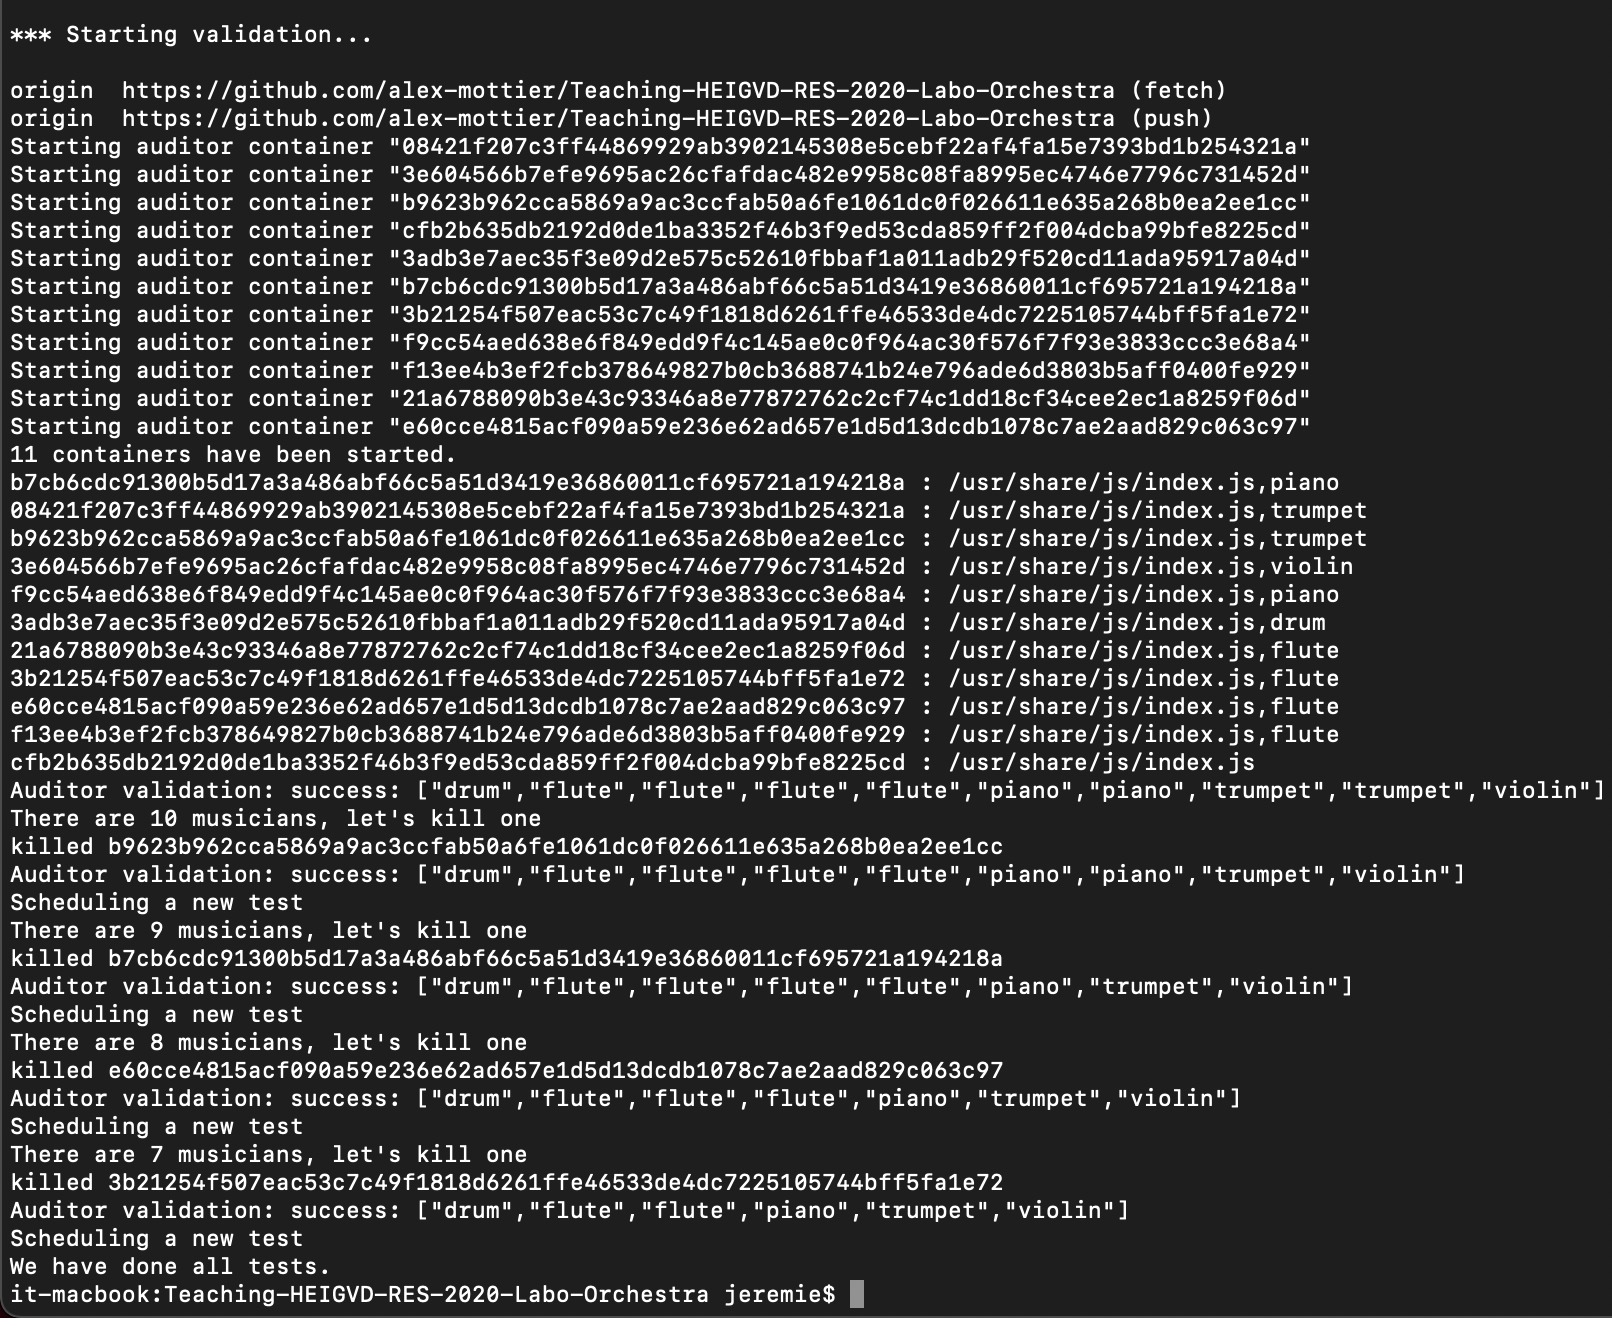 *** Starting validation...
origin  https://github.com/alex-mottier/Teaching-HEIGVD-RES-2020-Labo-Orchestra (fetch)
origin  https://github.com/alex-mottier/Teaching-HEIGVD-RES-2020-Labo-Orchestra (push)
Starting auditor container "08421f207c3ff44869929ab3902145308e5cebf22af4fa15e7393bd1b254321a"
Starting auditor container "3e604566b7efe9695ac26cfafdac482e9958c08fa8995ec4746e7796c731452d"
Starting auditor container "b9623b962cca5869a9ac3ccfab50a6fe1061dc0f026611e635a268b0ea2ee1cc"
Starting auditor container "cfb2b635db2192d0de1ba3352f46b3f9ed53cda859ff2f004dcba99bfe8225cd"
Starting auditor container "3adb3e7aec35f3e09d2e575c52610fbbaf1a011adb29f520cd11ada95917a04d"
Starting auditor container "b7cb6cdc91300b5d17a3a486abf66c5a51d3419e36860011cf695721a194218a"
Starting auditor container "3b21254f507eac53c7c49f1818d6261ffe46533de4dc7225105744bff5fa1e72"
Starting auditor container "f9cc54aed638e6f849edd9f4c145ae0c0f964ac30f576f7f93e3833ccc3e68a4"
Starting auditor container "f13ee4b3ef2fcb378649827b0cb3688741b24e796ade6d3803b5aff0400fe929"
Starting auditor container "21a6788090b3e43c93346a8e77872762c2cf74c1dd18cf34cee2ec1a8259f06d"
Starting auditor container "e60cce4815acf090a59e236e62ad657e1d5d13dcdb1078c7ae2aad829c063c97"
11 containers have been started.
b7cb6cdc91300b5d17a3a486abf66c5a51d3419e36860011cf695721a194218a : /usr/share/js/index.js,piano
08421f207c3ff44869929ab3902145308e5cebf22af4fa15e7393bd1b254321a : /usr/share/js/index.js,trumpet
b9623b962cca5869a9ac3ccfab50a6fe1061dc0f026611e635a268b0ea2ee1cc : /usr/share/js/index.js,trumpet
3e604566b7efe9695ac26cfafdac482e9958c08fa8995ec4746e7796c731452d : /usr/share/js/index.js,violin
f9cc54aed638e6f849edd9f4c145ae0c0f964ac30f576f7f93e3833ccc3e68a4 : /usr/share/js/index.js,piano
3adb3e7aec35f3e09d2e575c52610fbbaf1a011adb29f520cd11ada95917a04d : /usr/share/js/index.js,drum
21a6788090b3e43c93346a8e77872762c2cf74c1dd18cf34cee2ec1a8259f06d : /usr/share/js/index.js,flute
3b21254f507eac53c7c49f1818d6261ffe46533de4dc7225105744bff5fa1e72 : /usr/share/js/index.js,flute
e60cce4815acf090a59e236e62ad657e1d5d13dcdb1078c7ae2aad829c063c97 : /usr/share/js/index.js,flute
f13ee4b3ef2fcb378649827b0cb3688741b24e796ade6d3803b5aff0400fe929 : /usr/share/js/index.js,flute
cfb2b635db2192d0de1ba3352f46b3f9ed53cda859ff2f004dcba99bfe8225cd : /usr/share/js/index.js
Auditor validation: success: ["drum","flute","flute","flute","flute","piano","piano","trumpet","trumpet","violin"]
There are 10 musicians, let's kill one
killed b9623b962cca5869a9ac3ccfab50a6fe1061dc0f026611e635a268b0ea2ee1cc
Auditor validation: success: ["drum","flute","flute","flute","flute","piano","piano","trumpet","violin"]
Scheduling a new test
There are 9 musicians, let's kill one
killed b7cb6cdc91300b5d17a3a486abf66c5a51d3419e36860011cf695721a194218a
Auditor validation: success: ["drum","flute","flute","flute","flute","piano","trumpet","violin"]
Scheduling a new test
There are 8 musicians, let's kill one
killed e60cce4815acf090a59e236e62ad657e1d5d13dcdb1078c7ae2aad829c063c97
Auditor validation: success: ["drum","flute","flute","flute","piano","trumpet","violin"]
Scheduling a new test
There are 7 musicians, let's kill one
killed 3b21254f507eac53c7c49f1818d6261ffe46533de4dc7225105744bff5fa1e72
Auditor validation: success: ["drum","flute","flute","piano","trumpet","violin"]
Scheduling a new test
We have done all tests.
it-macbook:Teaching-HEIGVD-RES-2020-Labo-Orchestra jeremie$